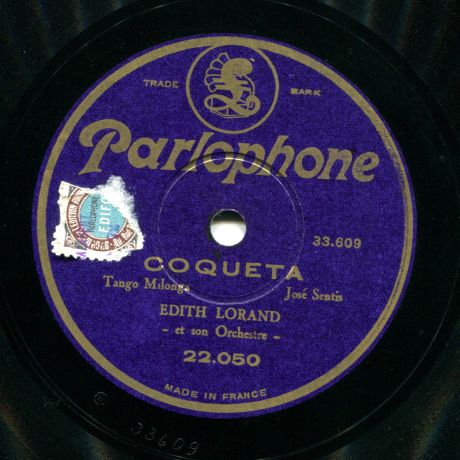 TRADE MARK
Parlophone
33.609
COQUETA
Tango Milonga José Sentis
EDITH LORAND
- et son Orchestre -
22.050
MADE IN FRANCE
33609